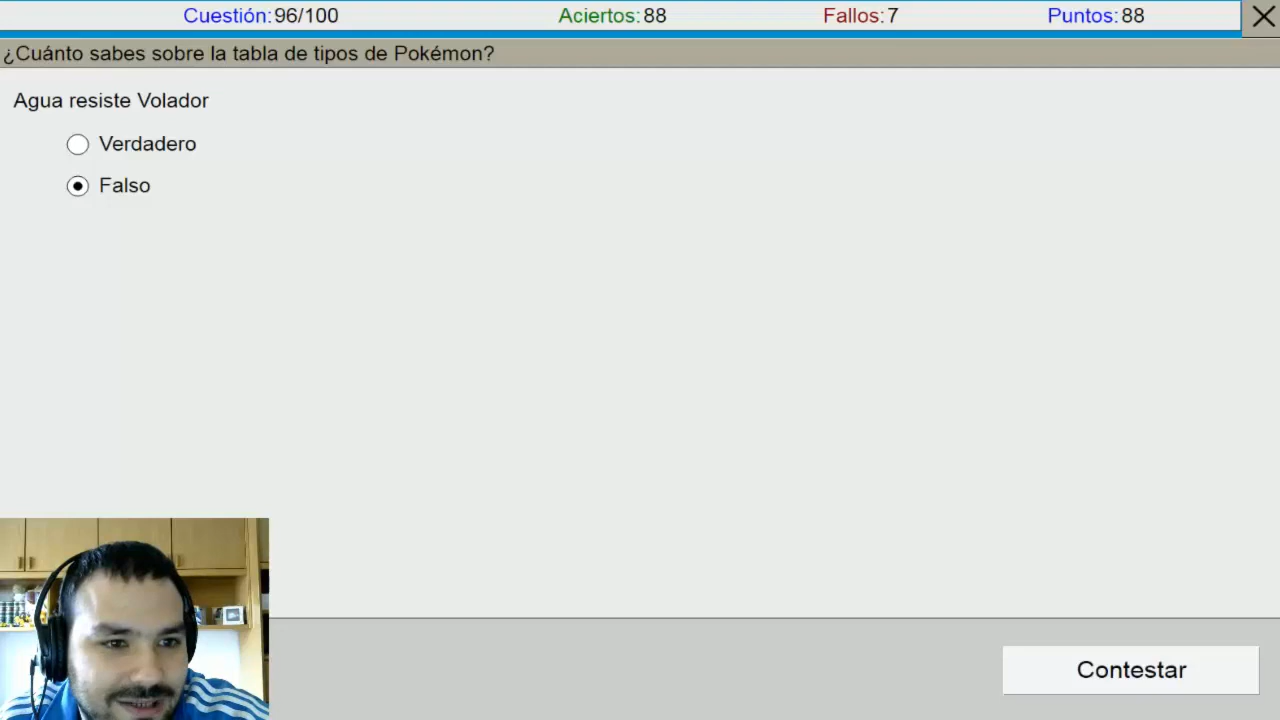 Cuestión: 96/100 Aciertos: 88 Fallos: 7 Puntos: 88
¿Cuánto sabes sobre la tabla de tipos de Pokémon?
Agua resiste Volador
Verdadero
Falso
Contestar